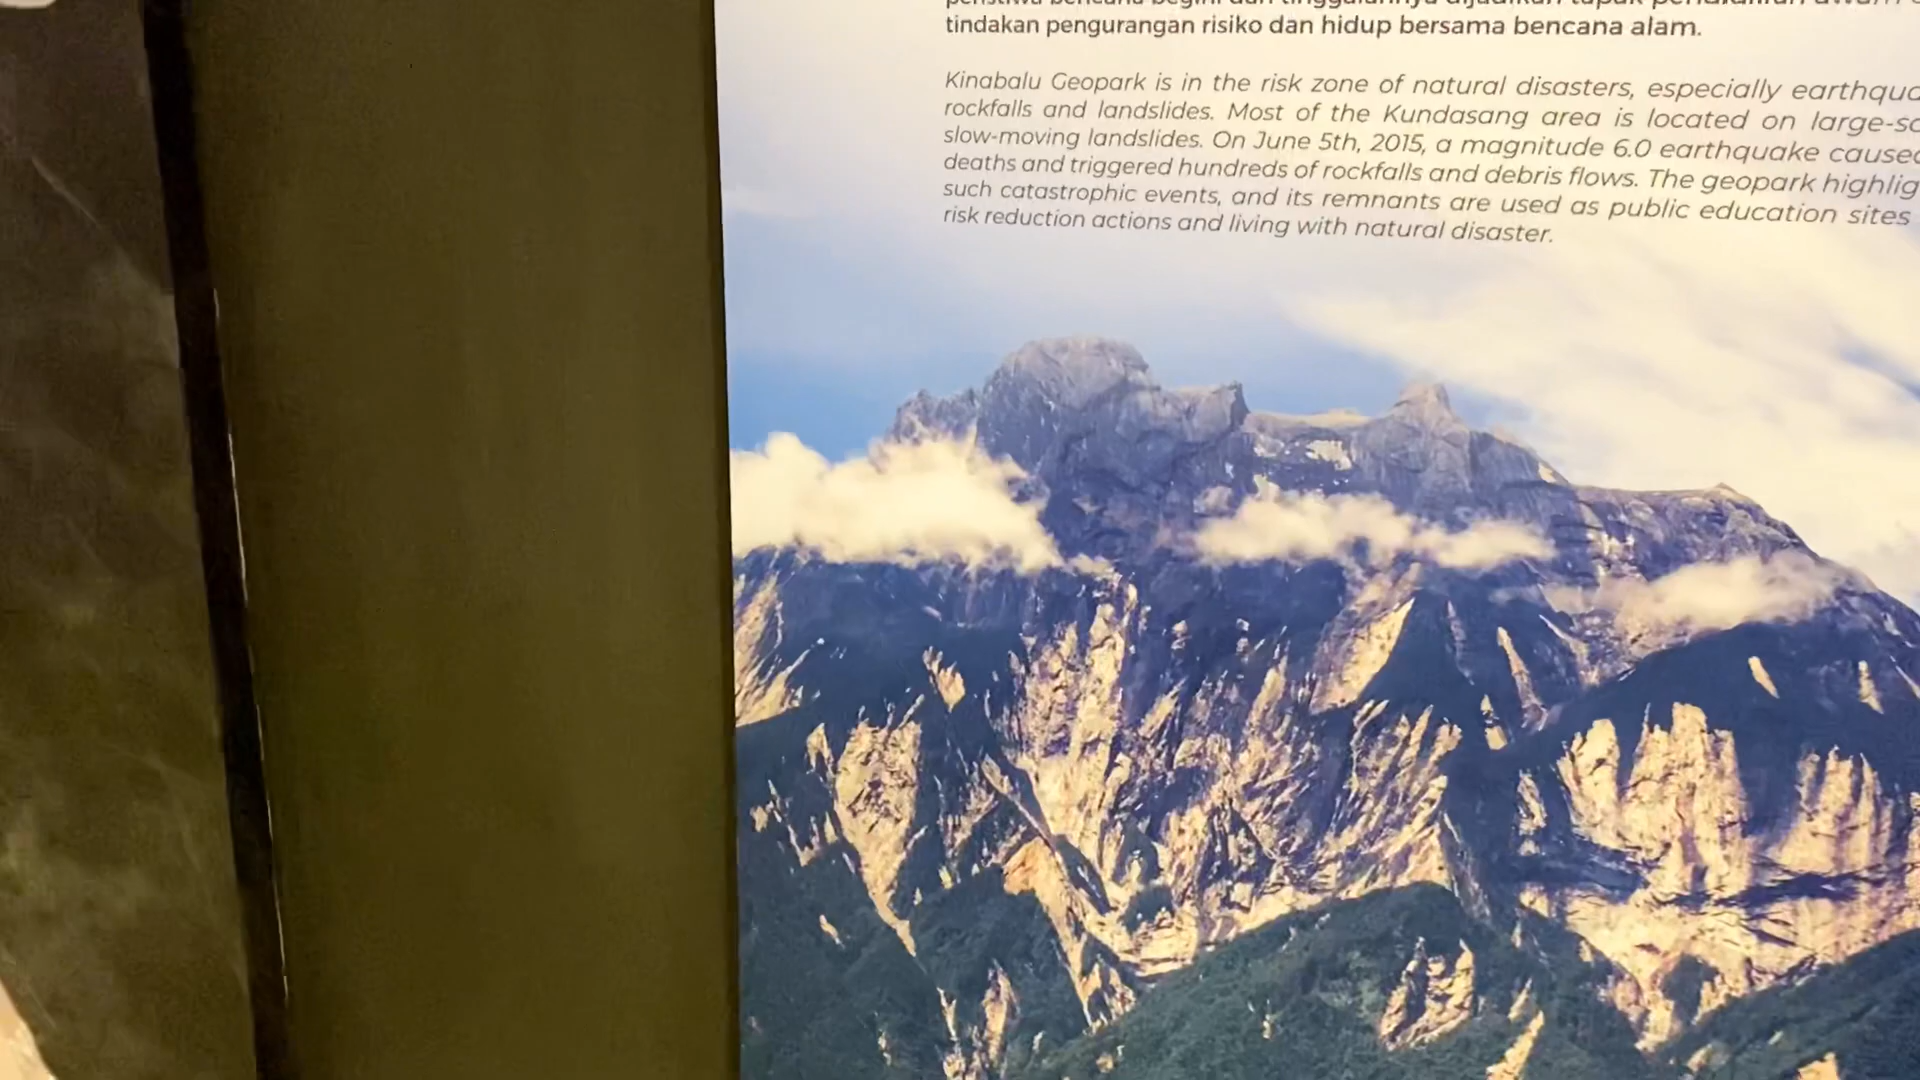 tindakan pengurangan risiko dan hidup bersama bencana alam.
Kinabalu Geopark is in the risk zone of natural disasters, especially
rockfalls and landslides. Most of the Kundasang area is located on
slow-moving landslides. On June 5th, 2015, a magnitude 6.0 earthquake
deaths and triggered hundreds of rockfalls and debris flows. The geopark
such catastrophic events, and its remnants are used as public education sites
risk reduction actions and living with natural disaster.